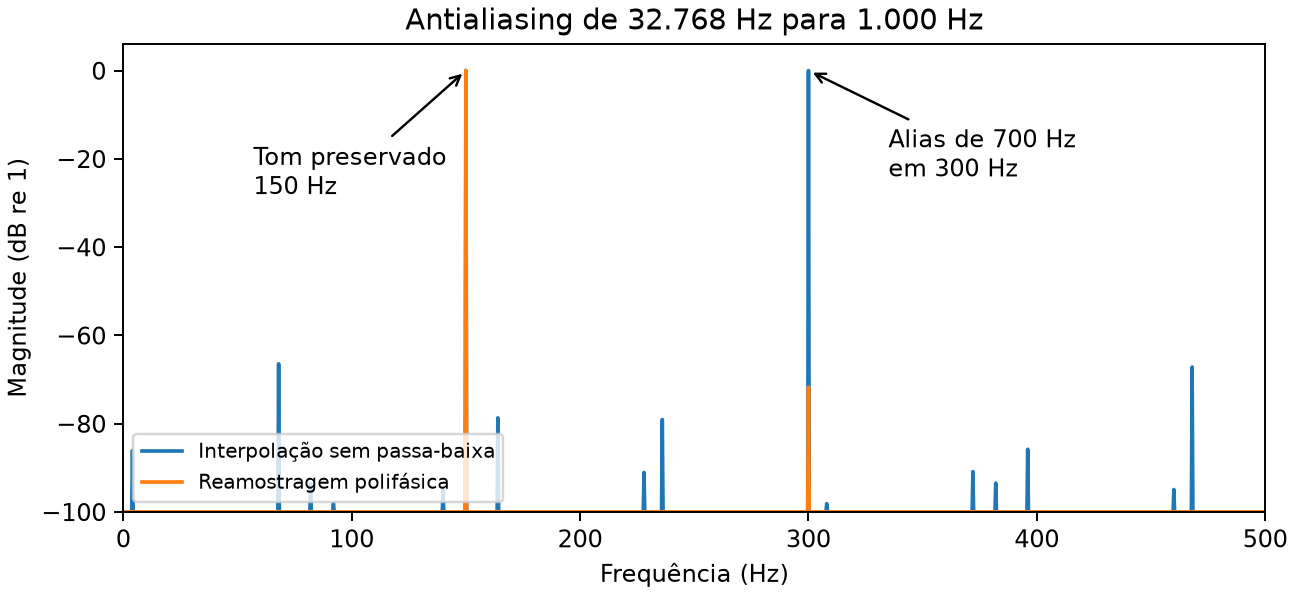 Antialiasing de 32.768 Hz para 1.000 Hz
Magnitude (dB re 1)
0
−20
−40
−60
−80
−100
Tom preservado
150 Hz
Alias de 700 Hz
em 300 Hz
Interpolação sem passa-baixa
Reamostragem polifásica
0 100 200 300 400 500
Frequência (Hz)